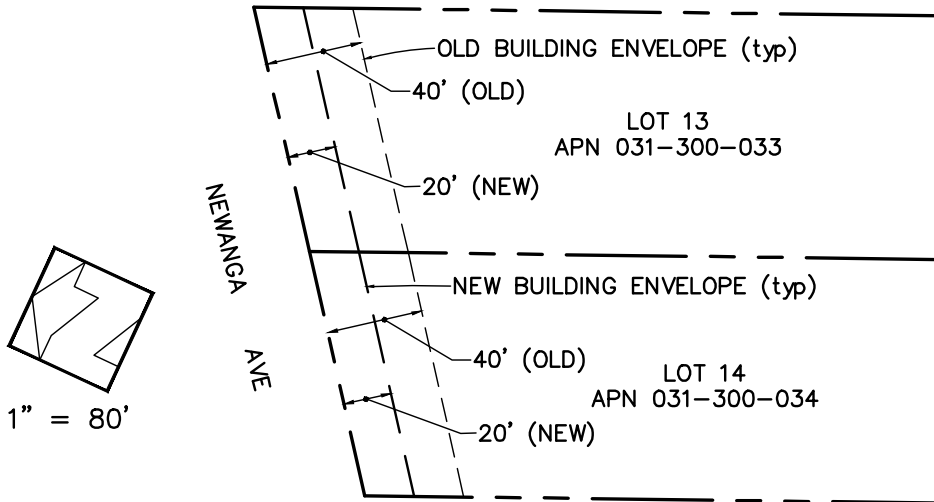 OLD BUILDING ENVELOPE (typ)
40' (OLD)
LOT 13
APN 031-300-033
20' (NEW)
NEWANGA AVE
NEW BUILDING ENVELOPE (typ)
40' (OLD)
LOT 14
APN 031-300-034
20' (NEW)
1" = 80'